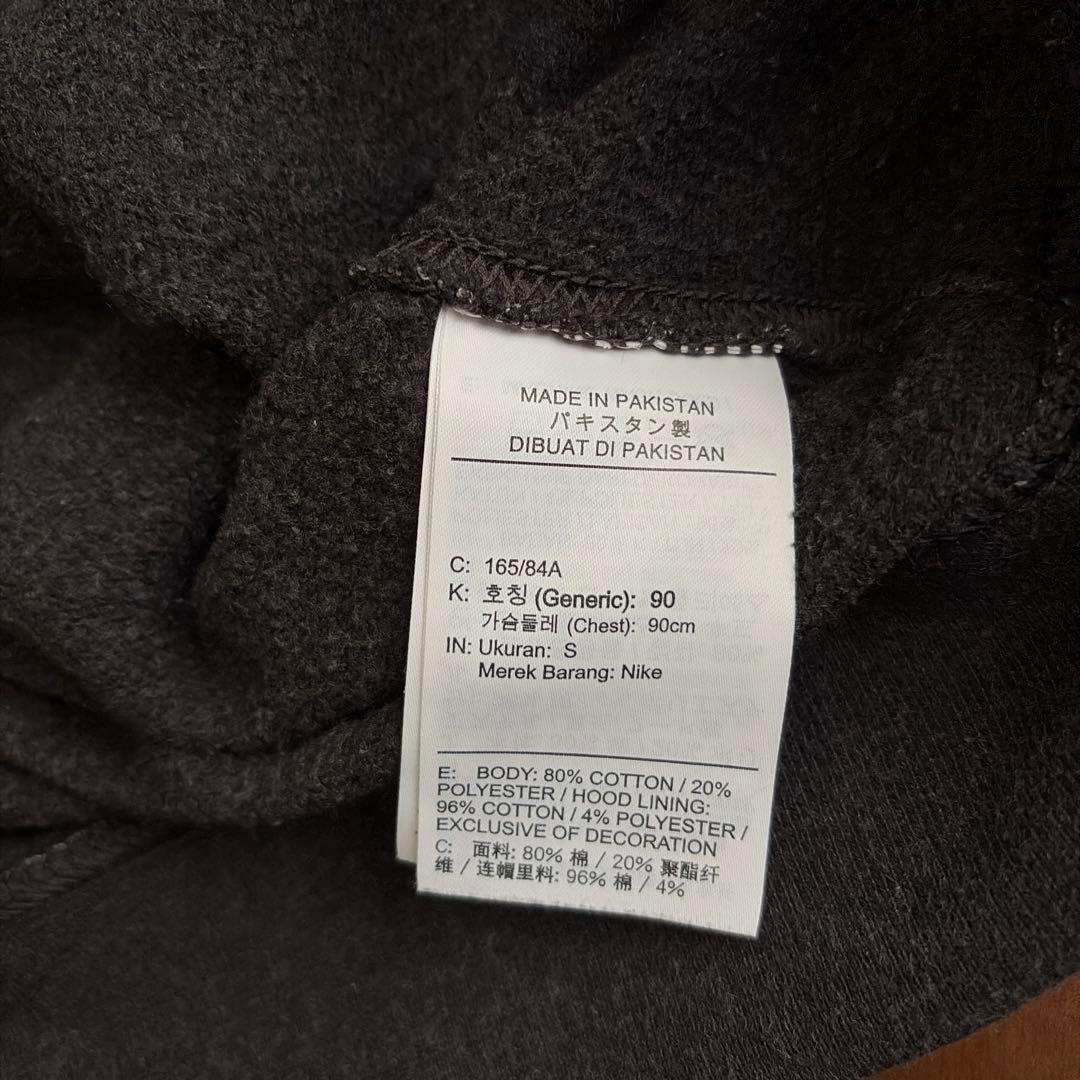 MADE IN PAKISTAN
パキスタン製
DIBUAT DI PAKISTAN
C: 165/84A
K: 호칭 (Generic): 90
가슴둘레 (Chest): 90cm
IN: Ukuran: S
Merek Barang: Nike
E: BODY: 80% COTTON / 20%
POLYESTER / HOOD LINING:
96% COTTON / 4% POLYESTER /
EXCLUSIVE OF DECORATION
C: 面料: 80% 棉 / 20% 聚酯纤
维 / 连帽里料: 96% 棉 / 4%